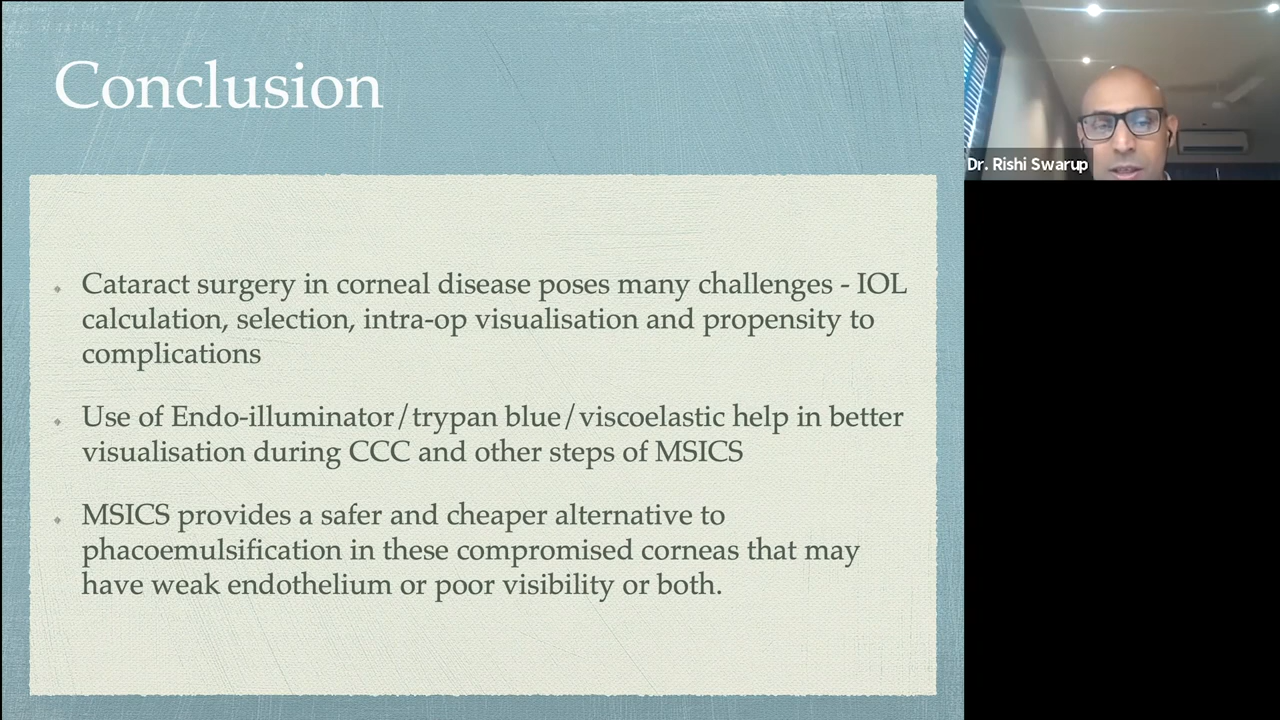 Conclusion
Dr. Rishi Swarup
Cataract surgery in corneal disease poses many challenges - IOL
calculation, selection, intra-op visualisation and propensity to
complications
Use of Endo-illuminator/trypan blue/viscoelastic help in better
visualisation during CCC and other steps of MSICS
MSICS provides a safer and cheaper alternative to
phacoemulsification in these compromised corneas that may
have weak endothelium or poor visibility or both.